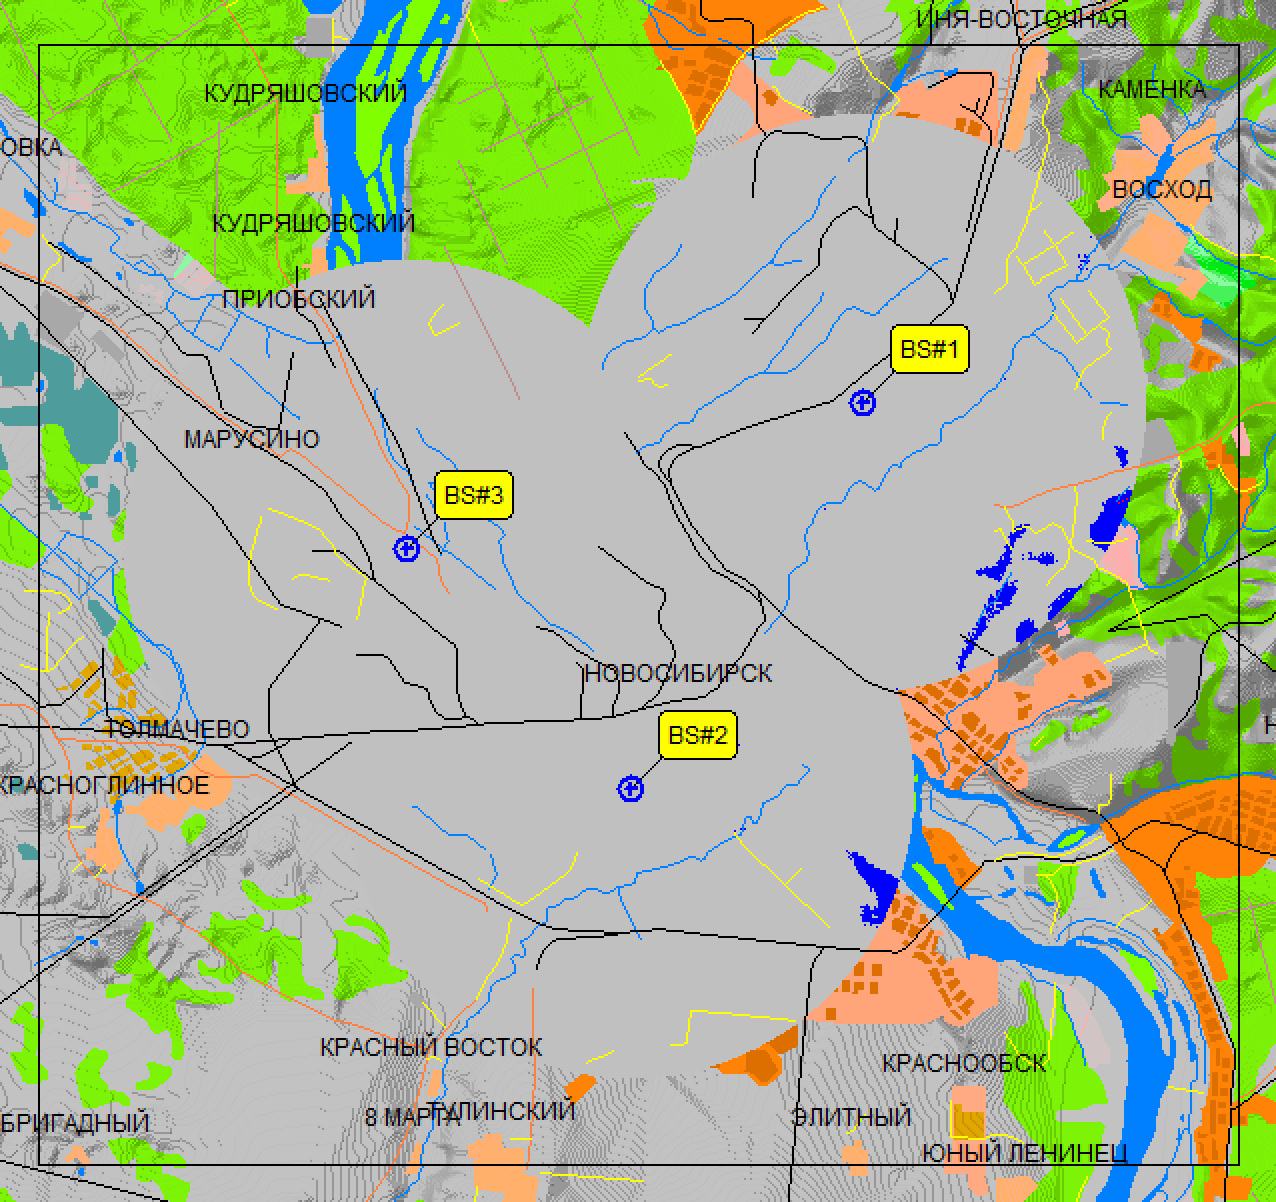 ИНЯ-ВОСТОЧНАЯ
КУДРЯШОВСКИЙ
КАМЕНКА
ОВКА
ВОСХОД
КУДРЯШОВСКИЙ
ПРИОБСКИЙ
BS#1
МАРУСИНО
BS#3
НОВОСИБИРСК
ТОЛМАЧЕВО
BS#2
Н
КРАСНОГЛИННОЕ
КРАСНЫЙ ВОСТОК
КРАСНООБСК
БРИГАДНЫЙ
8 МАРТА
ТУЛИНСКИЙ
ЭЛИТНЫЙ
ЮНЫЙ ЛЕНИНЕЦ